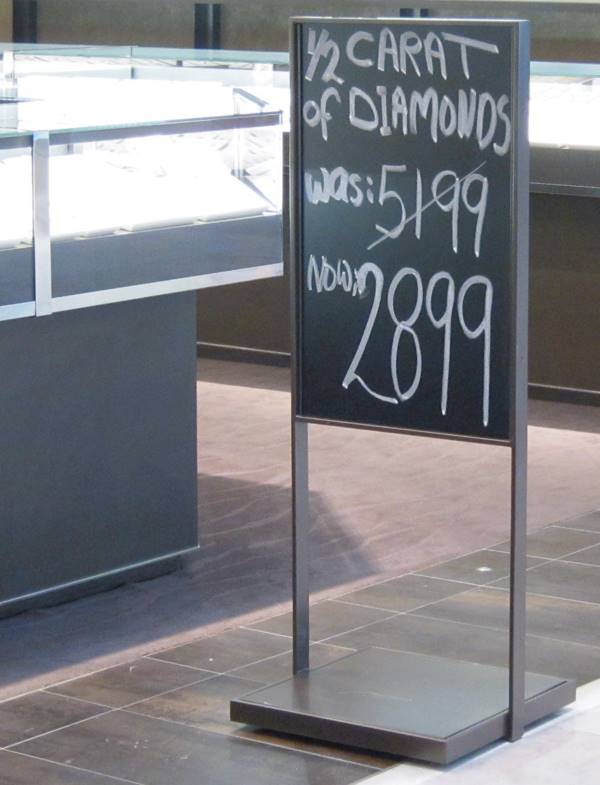 1/2 CARAT
of DIAMONDS
was: 5199
NOW: 2899